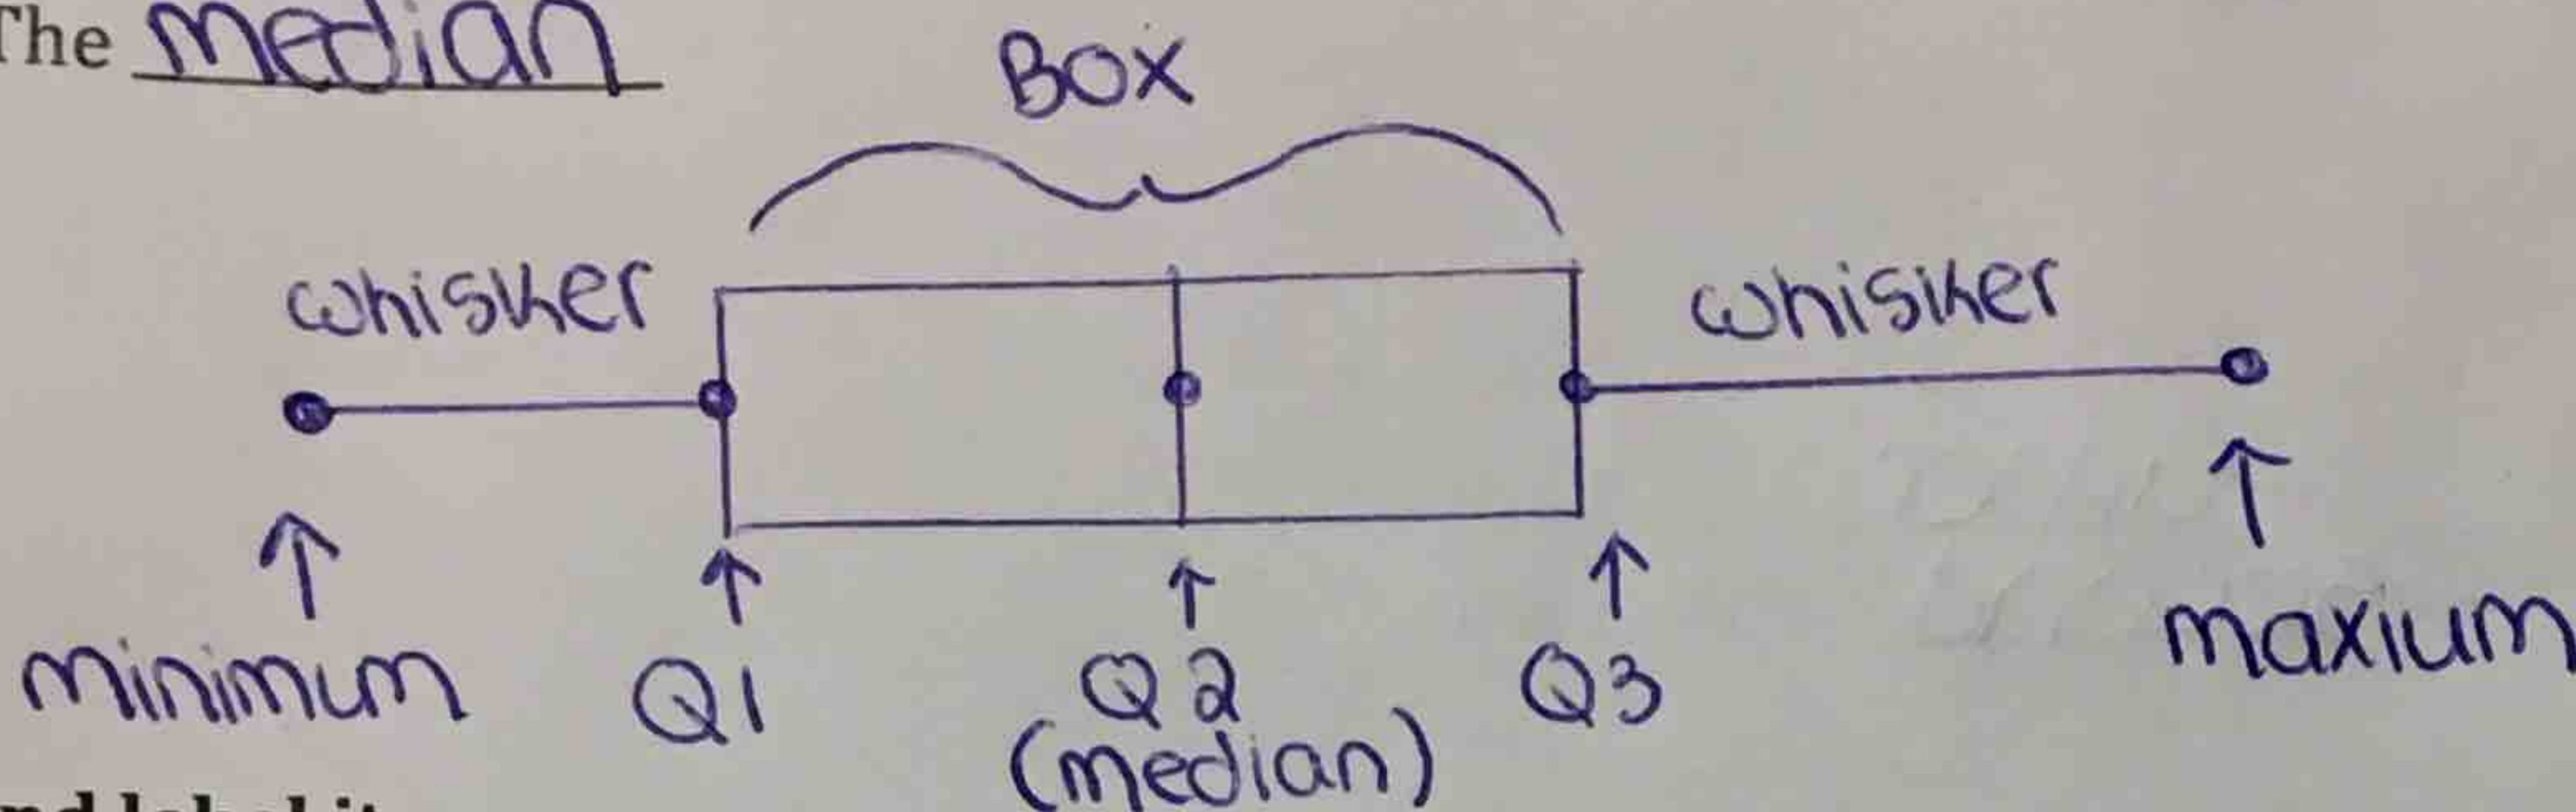 The median
Box
whisker
whisker
minimum
Q1
Q2
(median)
Q3
maxium